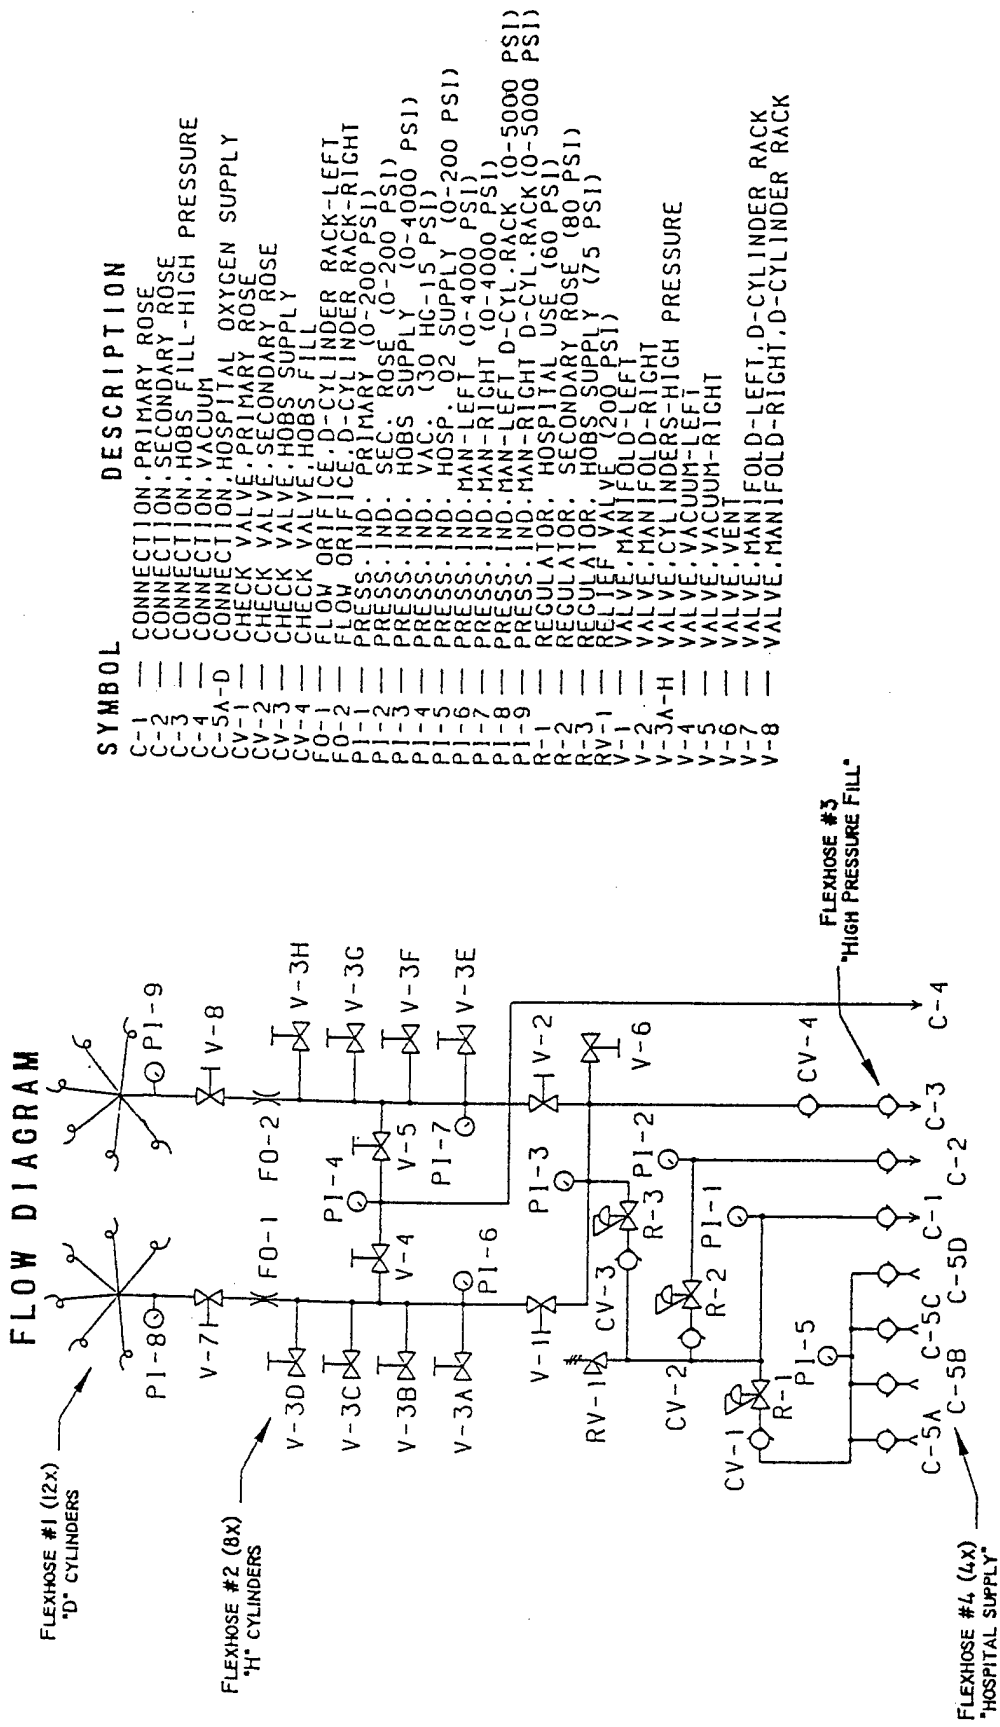 FLOW DIAGRAM
FLEXHOSE #1 (12X)
"D" CYLINDERS
PI-8
PI-9
V-7
V-8
FO-1
FO-2
FLEXHOSE #2 (8X)
"H" CYLINDERS
V-3D
V-3C
V-3B
V-3A
V-3H
V-3G
V-3F
V-3E
PI-4
V-4
V-5
PI-6
PI-7
V-1
V-2
V-6
RV-1
CV-3
PI-3
R-3
CV-2
R-2
PI-2
CV-1
R-1
PI-1
PI-5
CV-4
FLEXHOSE #3
"HIGH PRESSURE FILL"
C-5A
C-5B
C-5C
C-5D
C-1
C-2
C-3
C-4
FLEXHOSE #4 (4X)
"HOSPITAL SUPPLY"
SYMBOL DESCRIPTION
C-1 — CONNECTION,PRIMARY ROSE
C-2 — CONNECTION,SECONDARY ROSE
C-3 — CONNECTION,HOBS FILL-HIGH PRESSURE
C-4 — CONNECTION,VACUUM
C-5A-D CONNECTION,HOSPITAL OXYGEN SUPPLY
CV-1 — CHECK VALVE,PRIMARY ROSE
CV-2 — CHECK VALVE,SECONDARY ROSE
CV-3 — CHECK VALVE,HOBS SUPPLY
CV-4 — CHECK VALVE,HOBS FILL
FO-1 — FLOW ORIFICE,D-CYLINDER RACK-LEFT
FO-2 — FLOW ORIFICE,D-CYLINDER RACK-RIGHT
PI-1 — PRESS.IND. PRIMARY (0-200 PSI)
PI-2 — PRESS.IND. SEC. ROSE (0-200 PSI)
PI-3 — PRESS.IND. HOBS SUPPLY (0-4000 PSI)
PI-4 — PRESS.IND. VAC. (30 HG-15 PSI)
PI-5 — PRESS.IND. HOSP. O2 SUPPLY (0-200 PSI)
PI-6 — PRESS.IND.MAN-LEFT (0-4000 PSI)
PI-7 — PRESS.IND.MAN-RIGHT (0-4000 PSI)
PI-8 — PRESS.IND.MAN-LEFT D-CYL.RACK (0-5000 PSI)
PI-9 — PRESS.IND.MAN-RIGHT D-CYL.RACK(0-5000 PSI)
R-1 — REGULATOR, HOSPITAL USE (60 PSI)
R-2 — REGULATOR, SECONDARY ROSE (80 PSI)
R-3 — REGULATOR, HOBS SUPPLY (75 PSI)
RV-1 — RELIEF VALVE (200 PSI)
V-1 — VALVE,MANIFOLD-LEFT
V-2 — VALVE,MANIFOLD-RIGHT
V-3A-H — VALVE,CYLINDERS-HIGH PRESSURE
V-4 — VALVE,VACUUM-LEFT
V-5 — VALVE,VACUUM-RIGHT
V-6 — VALVE,VENT
V-7 — VALVE,MANIFOLD-LEFT,D-CYLINDER RACK
V-8 — VALVE,MANIFOLD-RIGHT,D-CYLINDER RACK